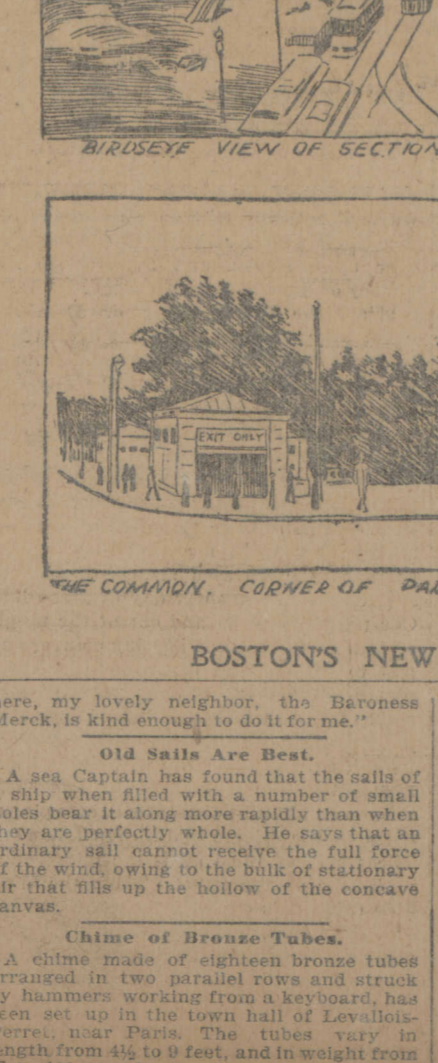 BIRDSEYE VIEW OF SECTION
EXIT ONLY
THE COMMON. CORNER OF PAR
BOSTON'S NEW
ere, my lovely neighbor, the Baroness
Merck, is kind enough to do it for me."
Old Sails Are Best.
A sea Captain has found that the sails of
ship when filled with a number of small
oles bear it along more rapidly than when
hey are perfectly whole. He says that an
rdinary sail cannot receive the full force
f the wind, owing to the bulk of stationary
ir that fills up the hollow of the concave
anvas.
Chime of Bronze Tubes.
A chime made of eighteen bronze tubes
rranged in two parallel rows and struck
y hammers working from a keyboard, has
een set up in the town hall of Levallois-
erret, near Paris. The tubes vary in
ength from 4½ to 9 feet, and in weight from